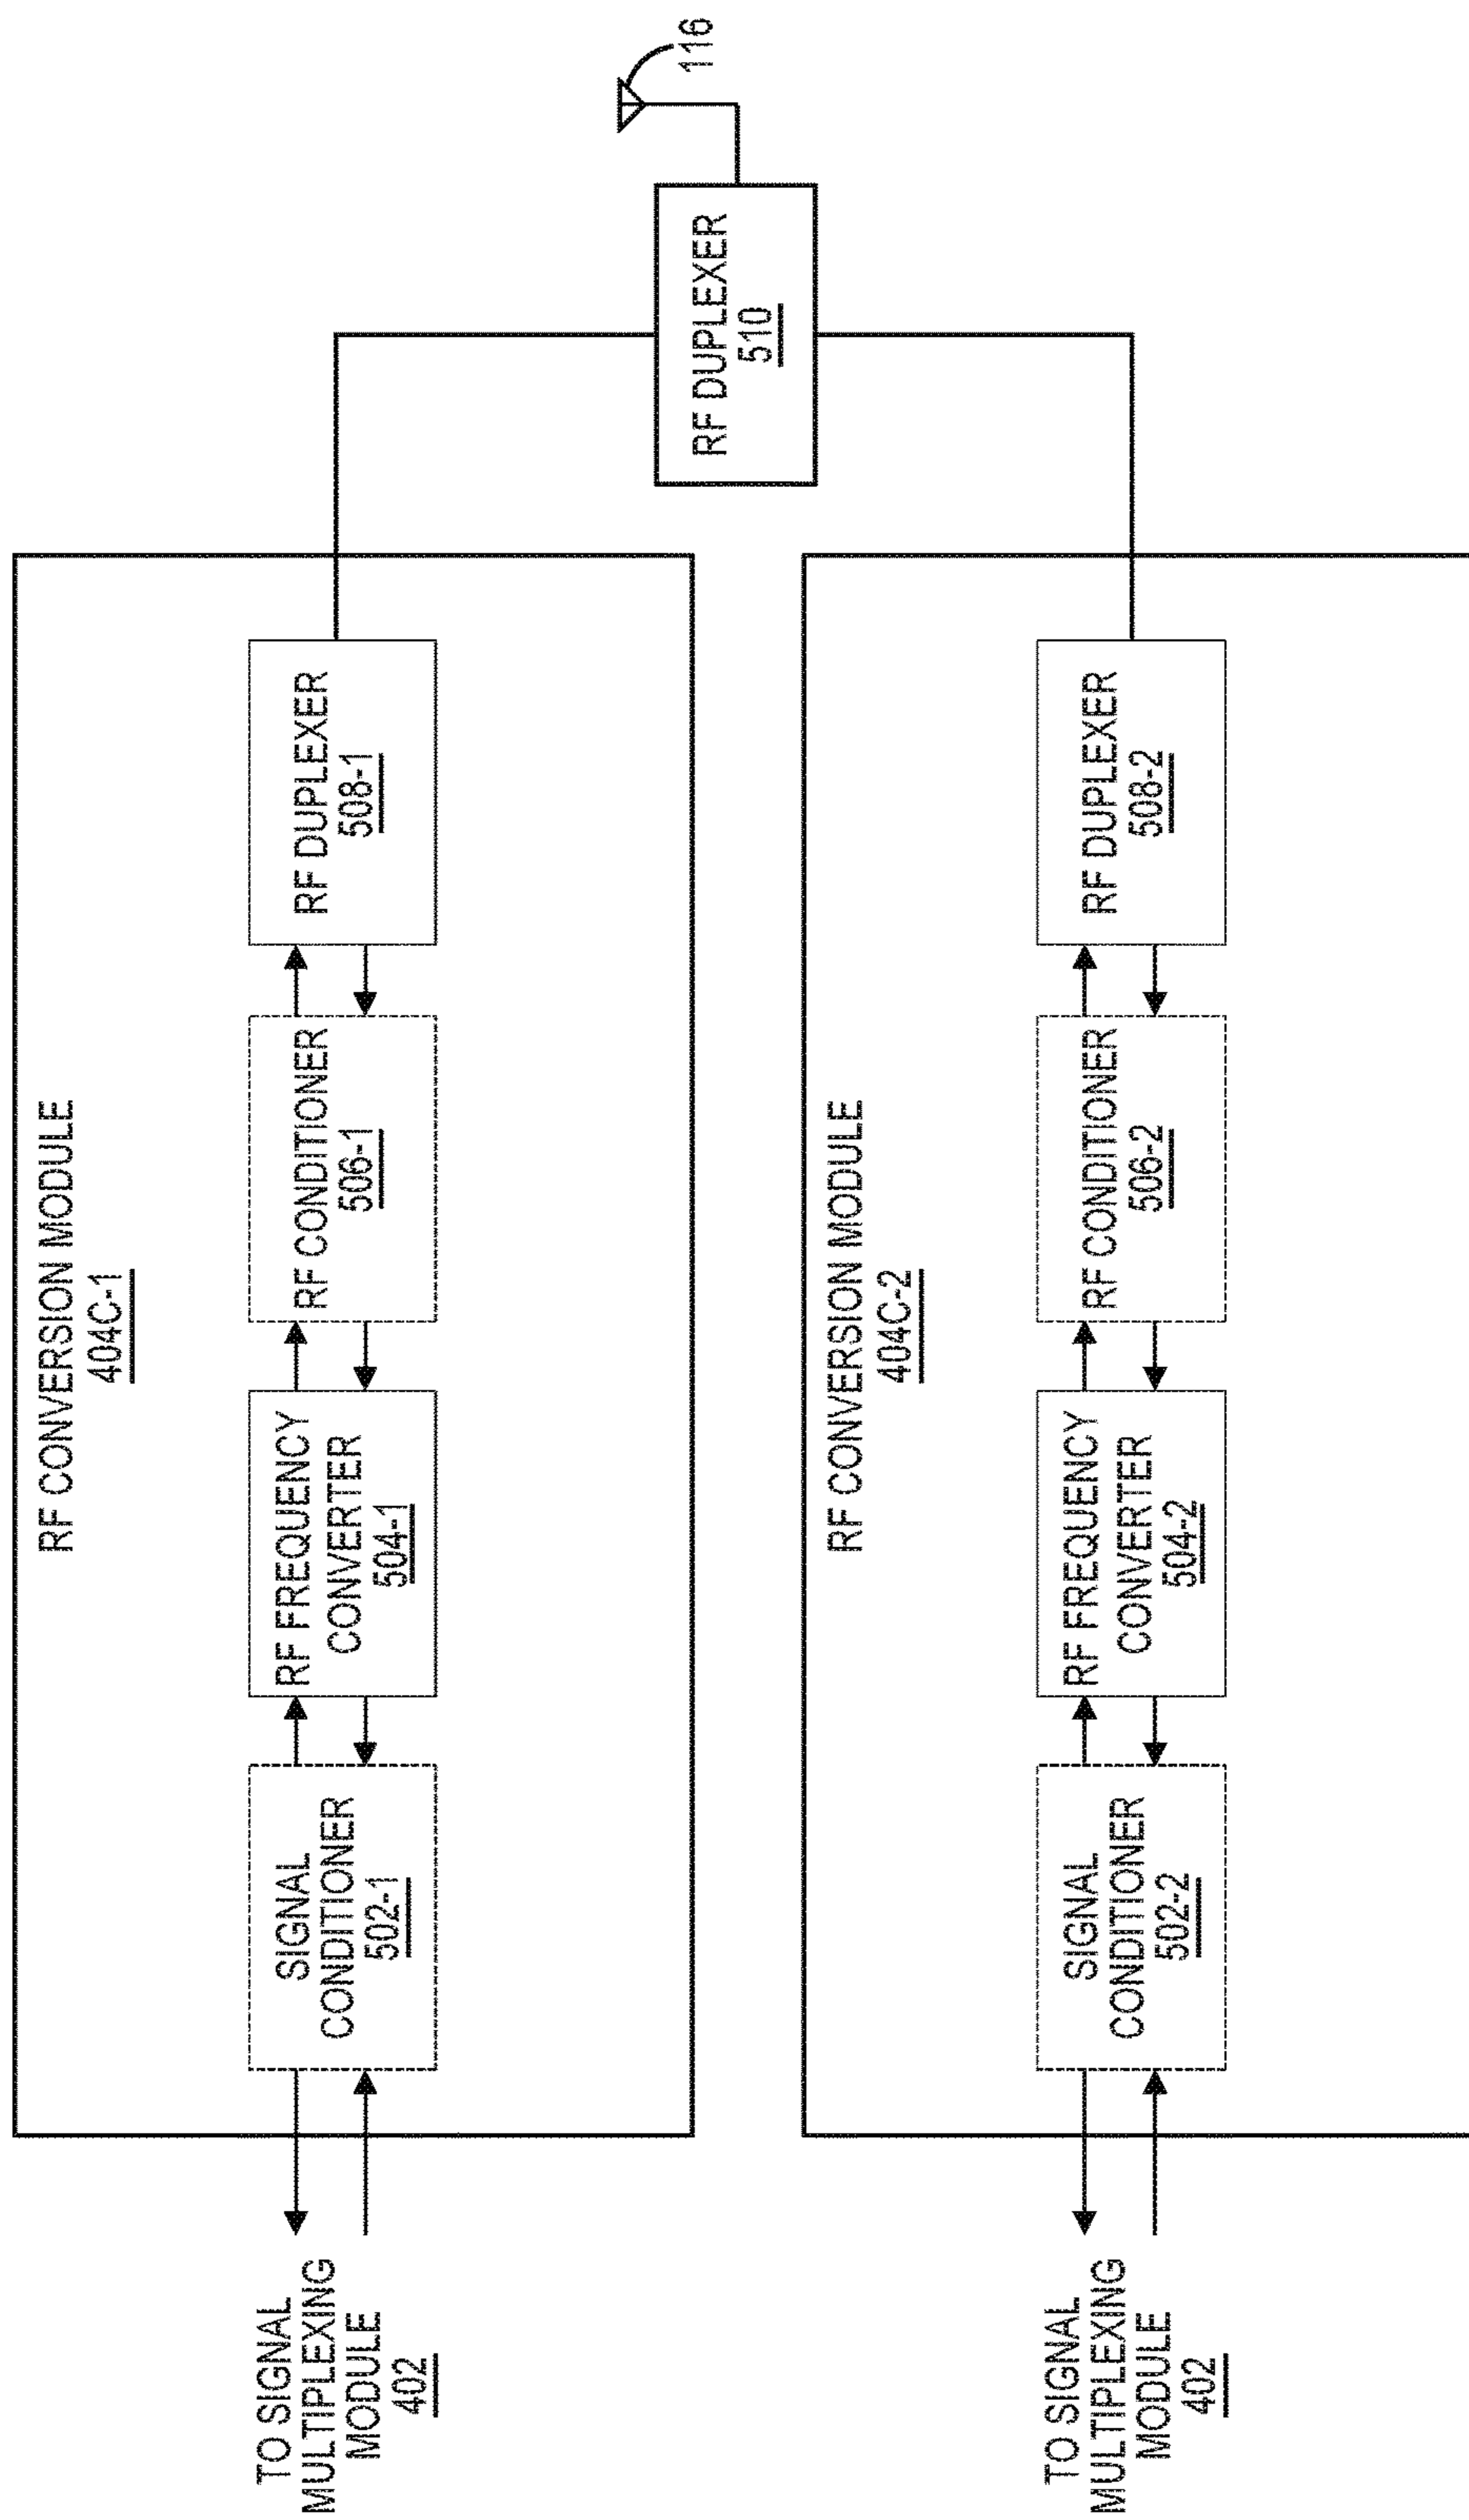 RF CONVERSION MODULE
404C-1
TO SIGNAL
MULTIPLEXING
MODULE
402
SIGNAL
CONDITIONER
502-1
RF FREQUENCY
CONVERTER
504-1
RF CONDITIONER
506-1
RF DUPLEXER
508-1
RF DUPLEXER
510
116
RF CONVERSION MODULE
404C-2
TO SIGNAL
MULTIPLEXING
MODULE
402
SIGNAL
CONDITIONER
502-2
RF FREQUENCY
CONVERTER
504-2
RF CONDITIONER
506-2
RF DUPLEXER
508-2